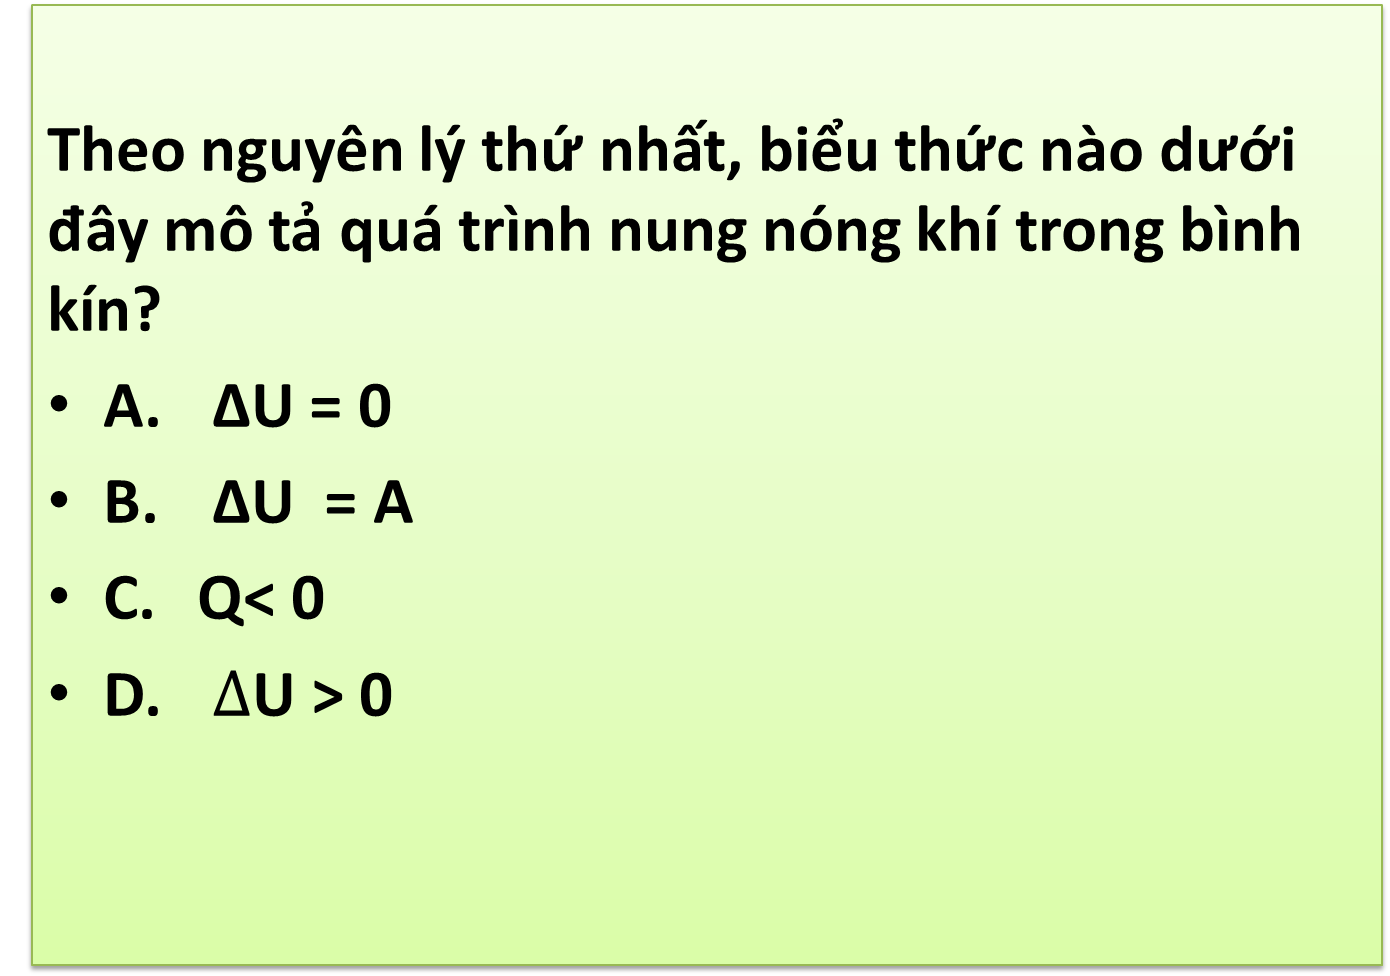 Theo nguyên lý thứ nhất, biểu thức nào dưới
đây mô tả quá trình nung nóng khí trong bình
kín?
• A. ΔU = 0
• B. ΔU = A
• C. Q< 0
• D. ΔU > 0